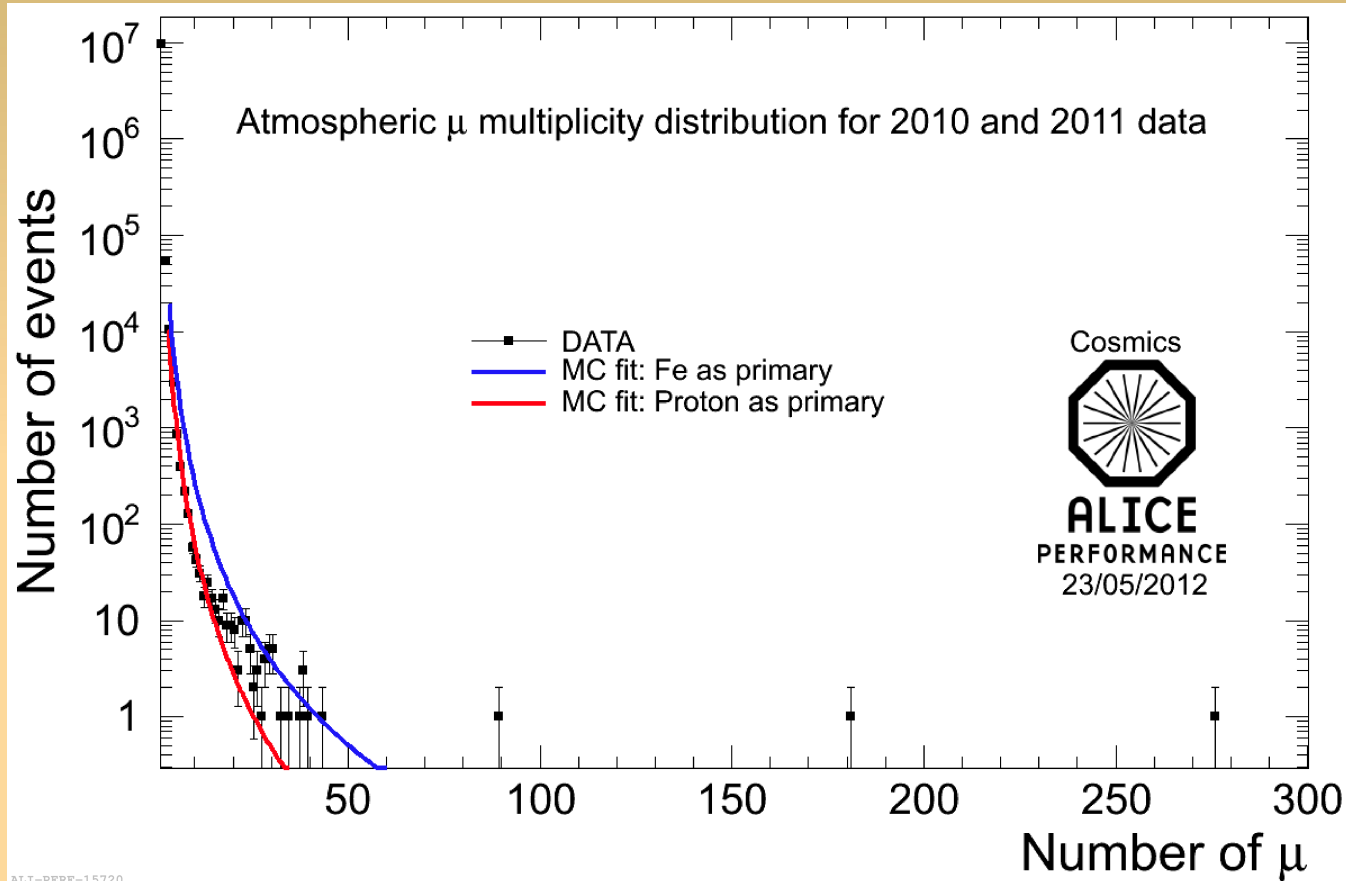 Atmospheric μ multiplicity distribution for 2010 and 2011 data
Number of events
10⁷
10⁶
10⁵
10⁴
10³
10²
10
1
DATA
MC fit: Fe as primary
MC fit: Proton as primary
Cosmics
ALICE
PERFORMANCE
23/05/2012
50
100
150
200
250
300
Number of μ